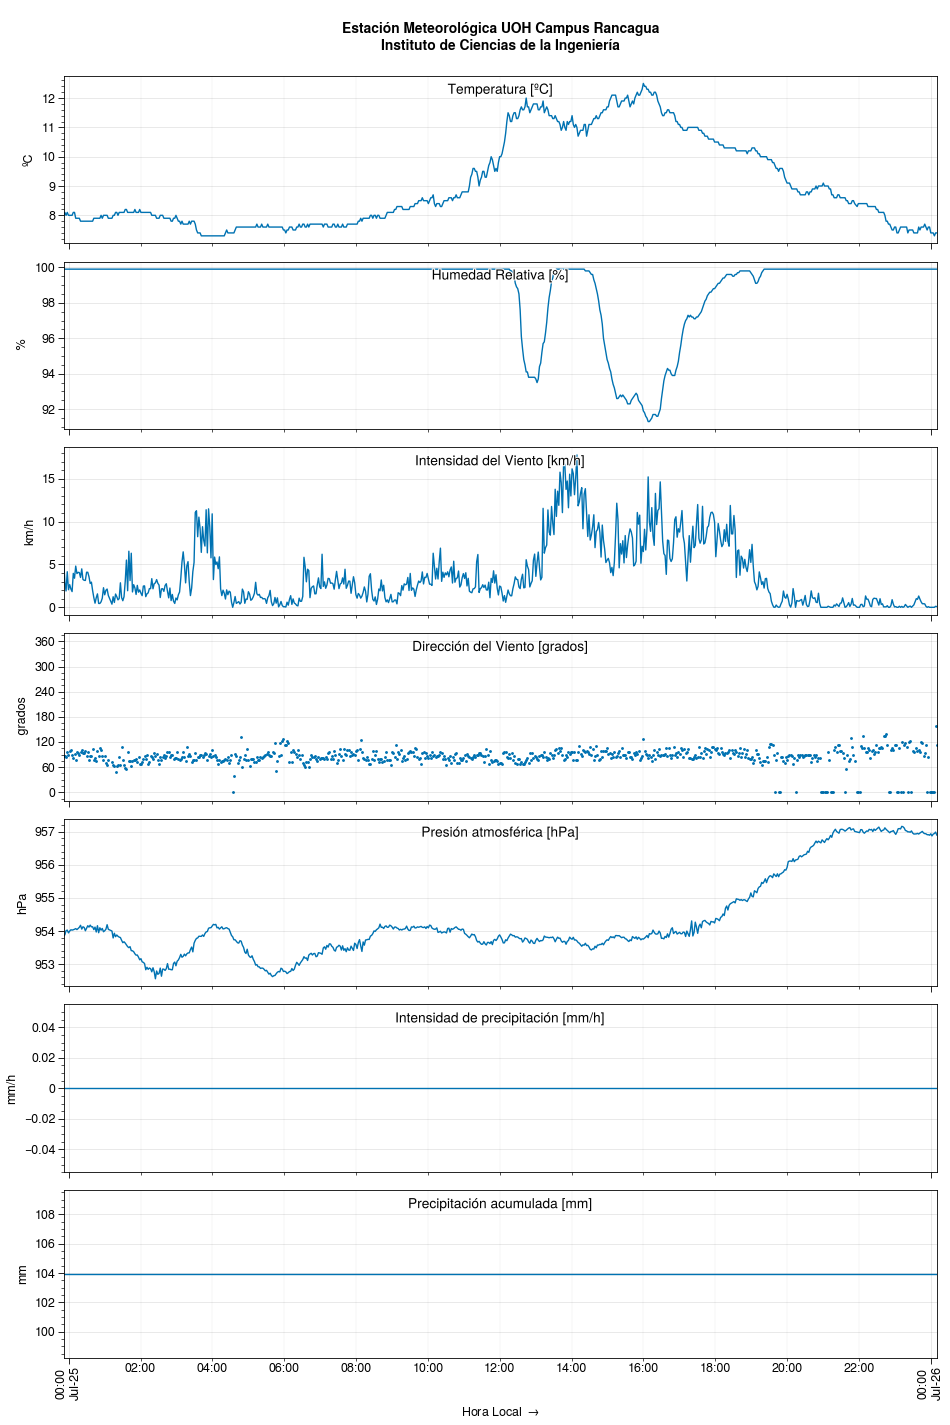 Estación Meteorológica UOH Campus Rancagua
Instituto de Ciencias de la Ingeniería
Temperatura [ºC]
12
11
10
9
8
ºC
Humedad Relativa [%]
100
98
96
94
92
%
Intensidad del Viento [km/h]
15
10
5
0
km/h
Dirección del Viento [grados]
360
300
240
180
120
60
0
grados
Presión atmosférica [hPa]
957
956
955
954
953
hPa
Intensidad de precipitación [mm/h]
0.04
0.02
0
−0.02
−0.04
mm/h
Precipitación acumulada [mm]
108
106
104
102
100
mm
00:00 02:00 04:00 06:00 08:00 10:00 12:00 14:00 16:00 18:00 20:00 22:00 00:00
Jul-25 Jul-26
Hora Local →